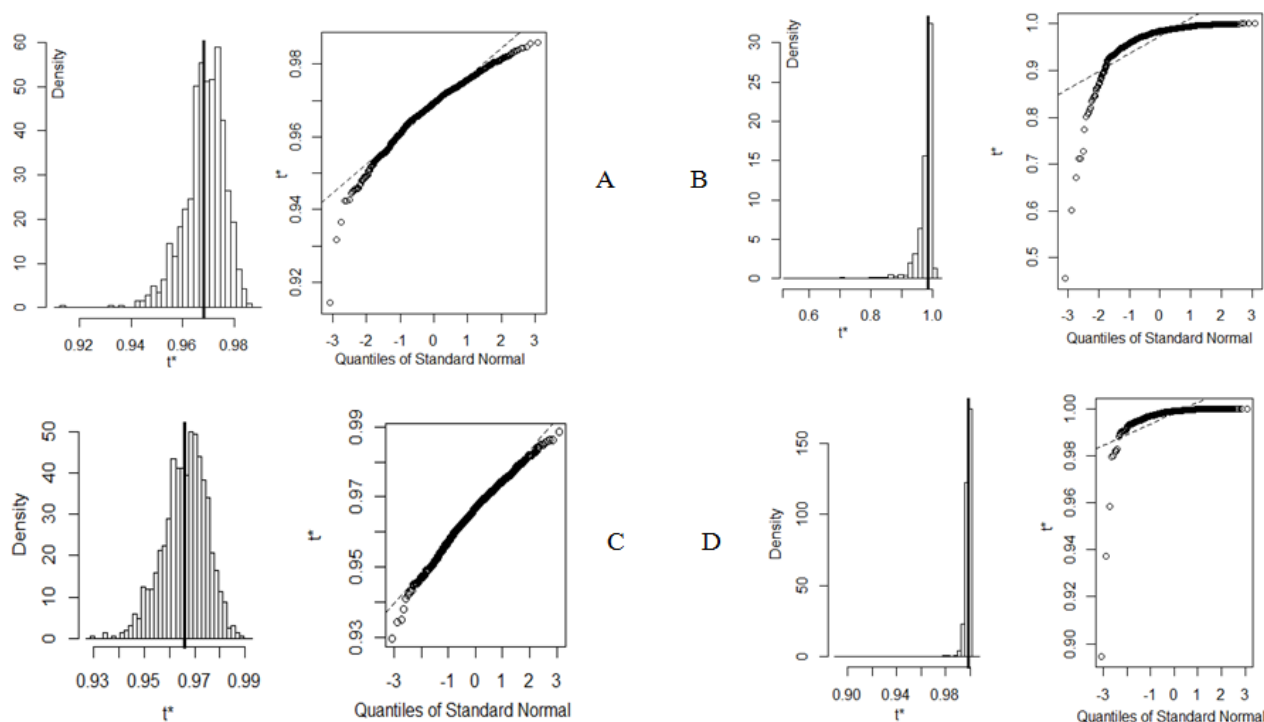 Density
60
50
40
30
20
10
0
0.92 0.94 0.96 0.98
t*
t*
0.98
0.96
0.94
0.92
-3 -2 -1 0 1 2 3
Quantiles of Standard Normal
A
B
Density
30
25
20
15
10
5
0
0.6 0.8 1.0
t*
t*
1.0
0.9
0.8
0.7
0.6
0.5
-3 -2 -1 0 1 2 3
Quantiles of Standard Normal
Density
50
40
30
20
10
0
0.93 0.95 0.97 0.99
t*
t*
0.99
0.97
0.95
0.93
-3 -2 -1 0 1 2 3
Quantiles of Standard Normal
C
D
Density
150
100
50
0
0.90 0.94 0.98
t*
t*
1.00
0.98
0.96
0.94
0.92
0.90
-3 -2 -1 0 1 2 3
Quantiles of Standard Normal